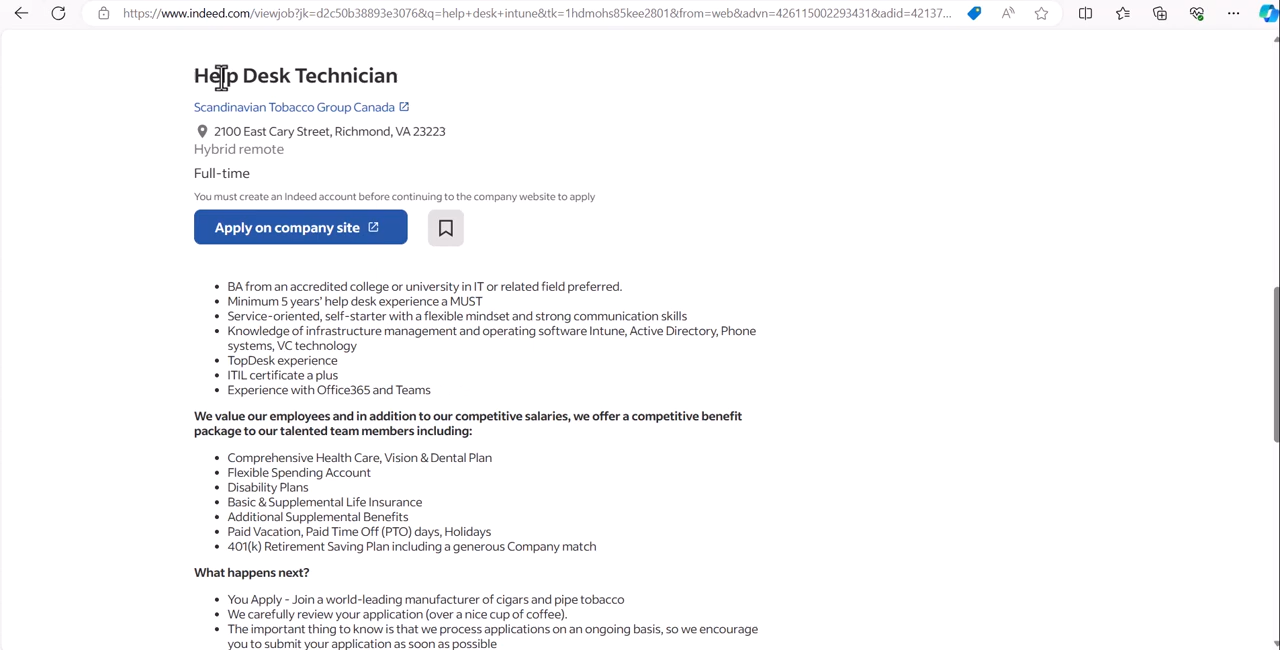 https://www.indeed.com/viewjob?jk=d2c50b38893e3076&q=help+desk+intune&tk=1hdmohs85kee2801&from=web&advn=426115002293431&adid=42137...
Help Desk Technician
Scandinavian Tobacco Group Canada
2100 East Cary Street, Richmond, VA 23223
Hybrid remote
Full-time
You must create an Indeed account before continuing to the company website to apply
Apply on company site
• BA from an accredited college or university in IT or related field preferred.
• Minimum 5 years' help desk experience a MUST
• Service-oriented, self-starter with a flexible mindset and strong communication skills
• Knowledge of infrastructure management and operating software Intune, Active Directory, Phone
systems, VC technology
• TopDesk experience
• ITIL certificate a plus
• Experience with Office365 and Teams
We value our employees and in addition to our competitive salaries, we offer a competitive benefit
package to our talented team members including:
• Comprehensive Health Care, Vision & Dental Plan
• Flexible Spending Account
• Disability Plans
• Basic & Supplemental Life Insurance
• Additional Supplemental Benefits
• Paid Vacation, Paid Time Off (PTO) days, Holidays
• 401(k) Retirement Saving Plan including a generous Company match
What happens next?
• You Apply - Join a world-leading manufacturer of cigars and pipe tobacco
• We carefully review your application (over a nice cup of coffee).
• The important thing to know is that we process applications on an ongoing basis, so we encourage
you to submit your application as soon as possible